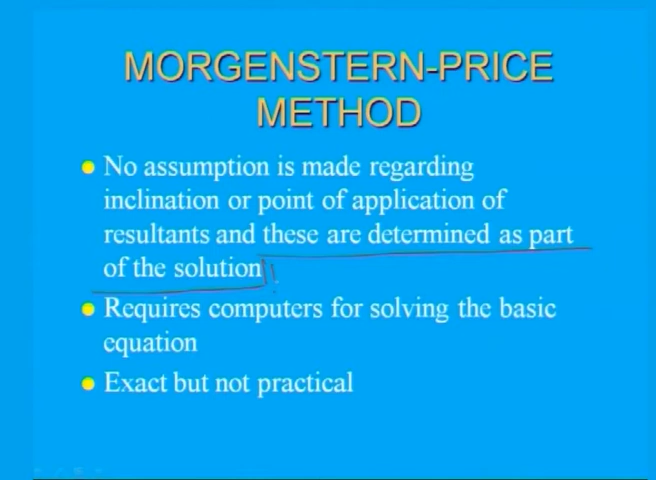 MORGENSTERN-PRICE
METHOD
No assumption is made regarding
inclination or point of application of
resultants and these are determined as part
of the solution
Requires computers for solving the basic
equation
Exact but not practical